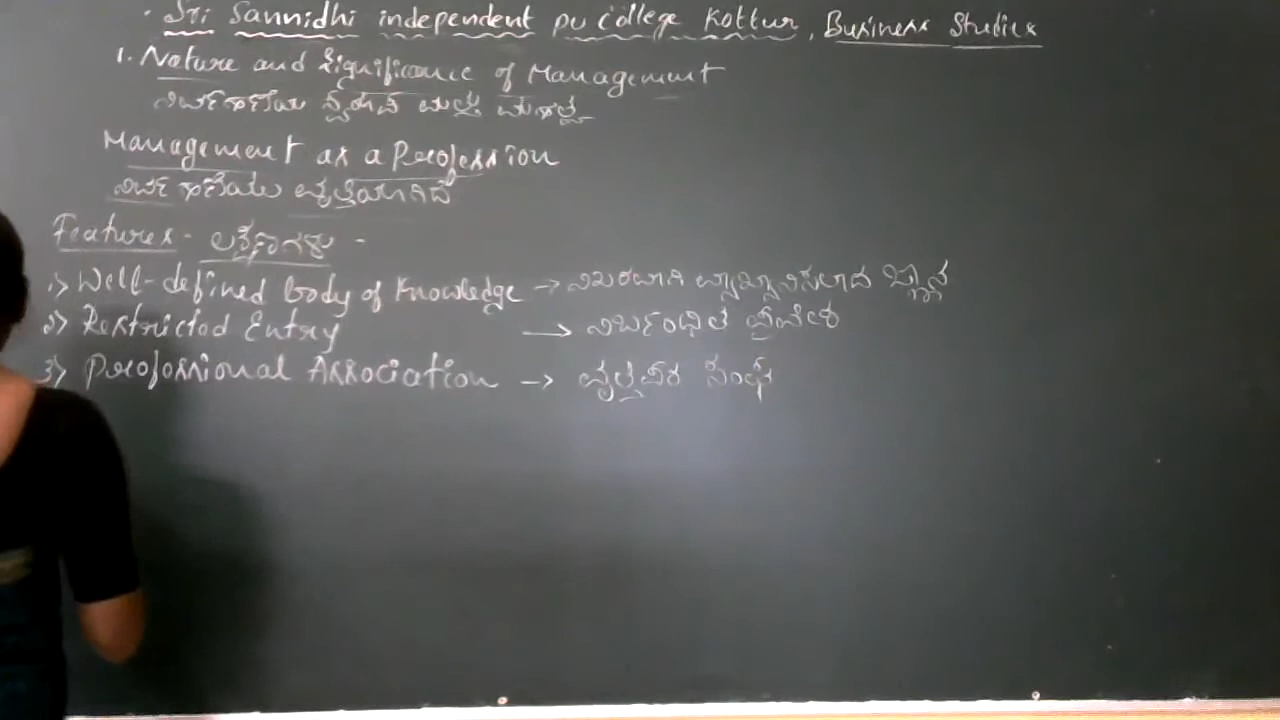 Sri Sannidhi independent pu College Kottur, Business Studies
1. Nature and Significance of Management
ನಿರ್ವಹಣೆಯ ಸ್ವರೂಪ ಮತ್ತು ಮಹತ್ವ
Management as a Profession
ನಿರ್ವಹಣೆಯು ವೃತ್ತಿಯಾಗಿದೆ
Features - ಲಕ್ಷಣಗಳು -
1) Well-defined body of Knowledge → ನಿಖರವಾಗಿ ವ್ಯಾಖ್ಯಾನಿಸಲಾದ ಜ್ಞಾನ
2) Restricted Entry → ನಿರ್ಬಂಧಿತ ಪ್ರವೇಶ
3) Professional Association → ವೃತ್ತಿಪರ ಸಂಘ